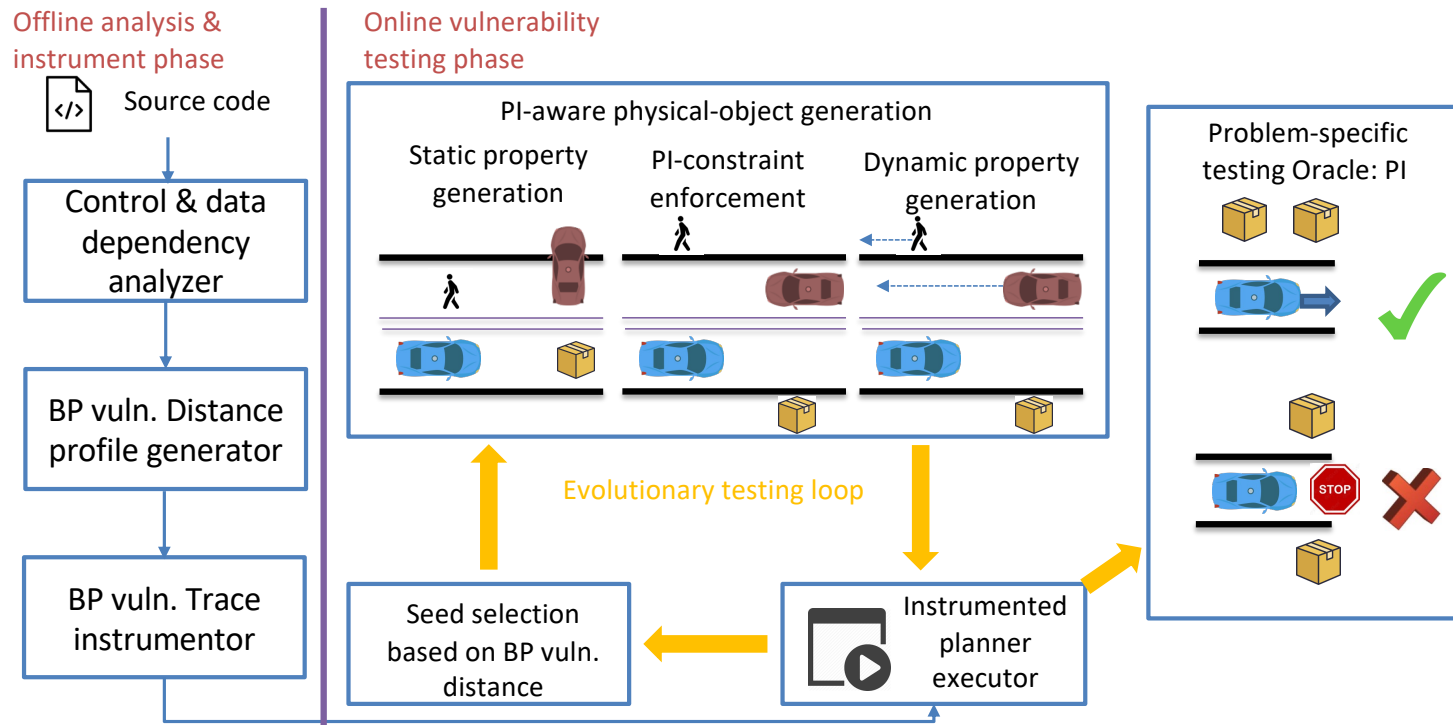 Offline analysis &
instrument phase
</>
Source code
Control & data
dependency
analyzer
BP vuln. Distance
profile generator
BP vuln. Trace
instrumentor
Online vulnerability
testing phase
PI-aware physical-object generation
Static property
generation
PI-constraint
enforcement
Dynamic property
generation
Evolutionary testing loop
Seed selection
based on BP vuln.
distance
Instrumented
planner
executor
Problem-specific
testing Oracle: PI
STOP